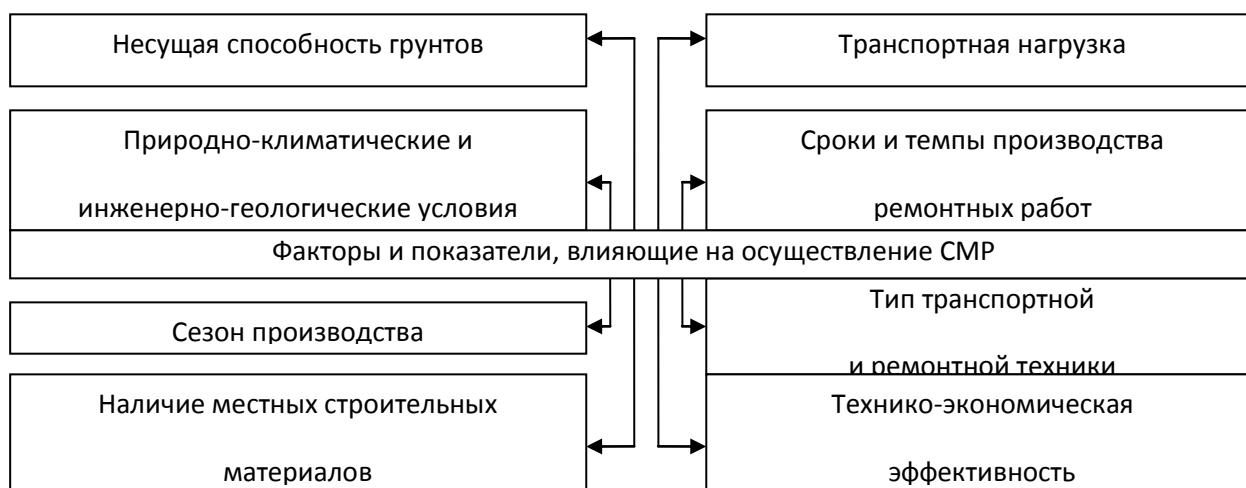 Несущая способность грунтов
Транспортная нагрузка
Природно-климатические и
инженерно-геологические условия
Сроки и темпы производства
ремонтных работ
Факторы и показатели, влияющие на осуществление СМР
Сезон производства
Тип транспортной
и ремонтной техники
Наличие местных строительных
материалов
Технико-экономическая
эффективность